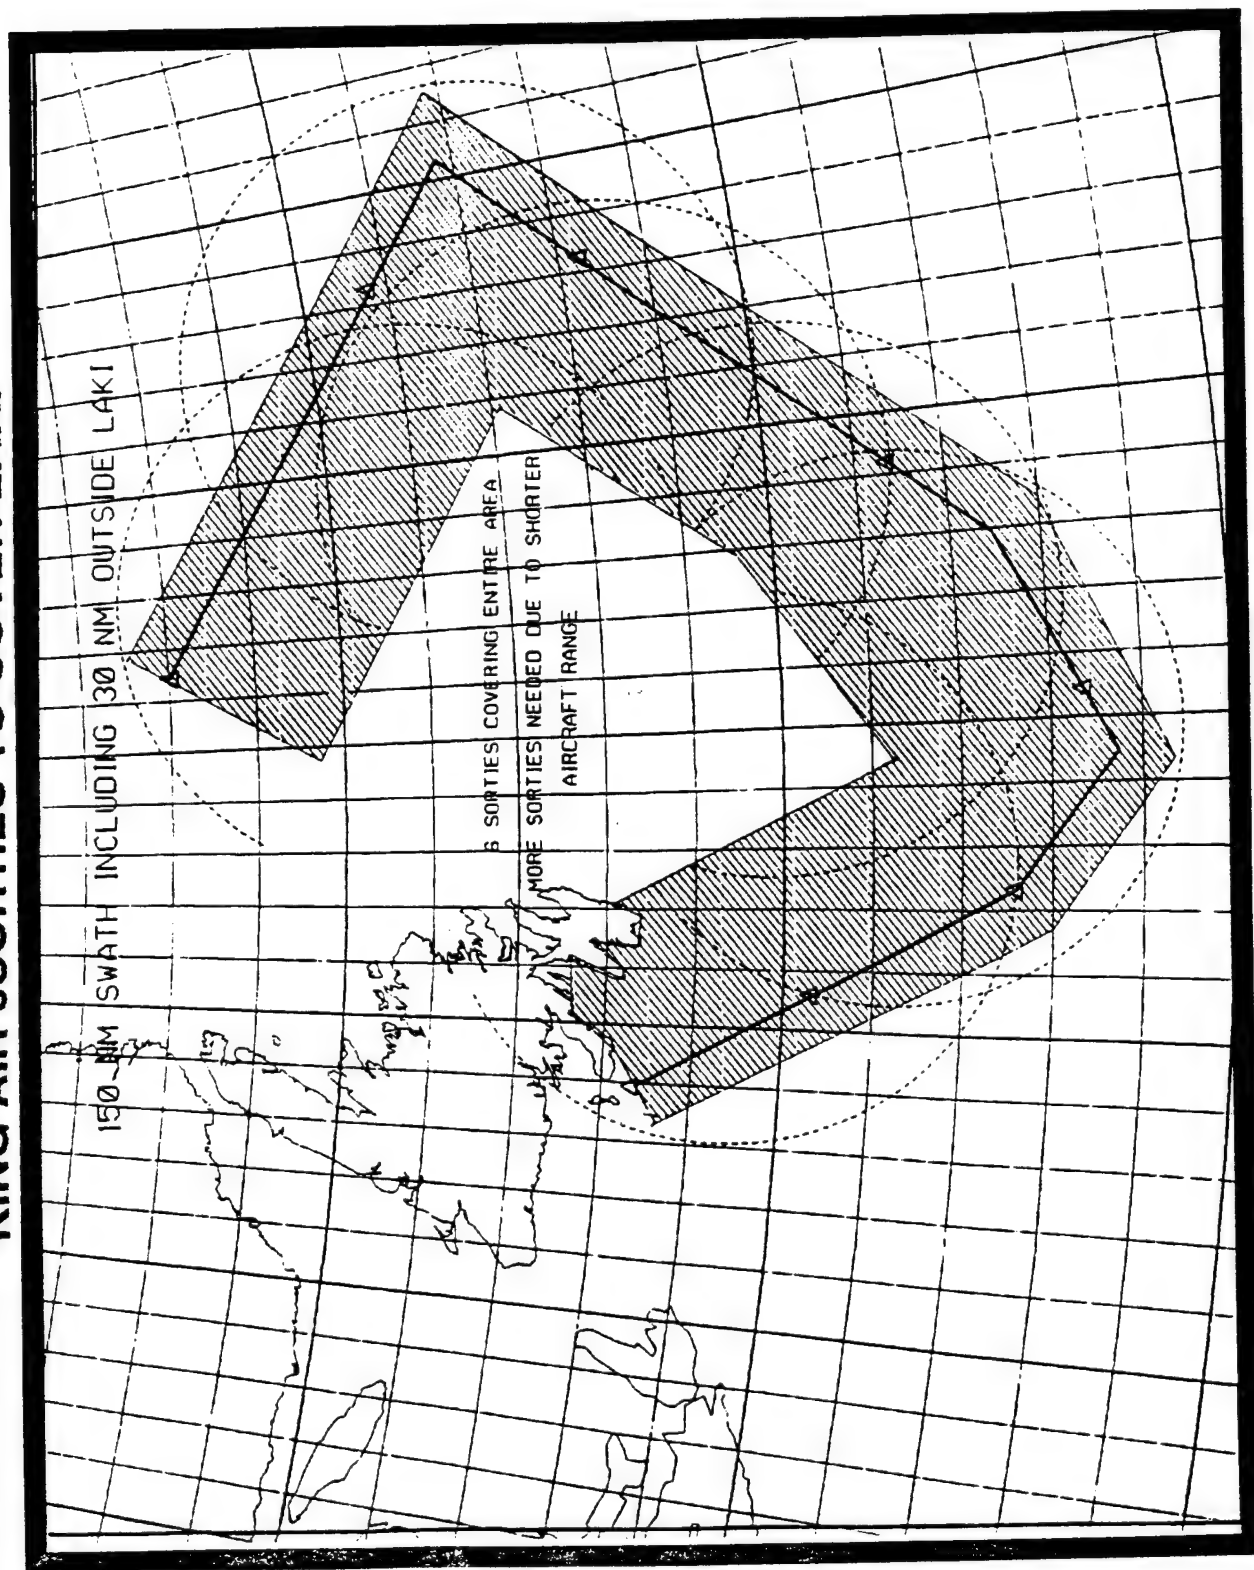 150 NM SWATH INCLUDING 30 NM OUTSIDE LAKI
6 SORTIES COVERING ENTIRE AREA
MORE SORTIES NEEDED DUE TO SHORTER
AIRCRAFT RANGE